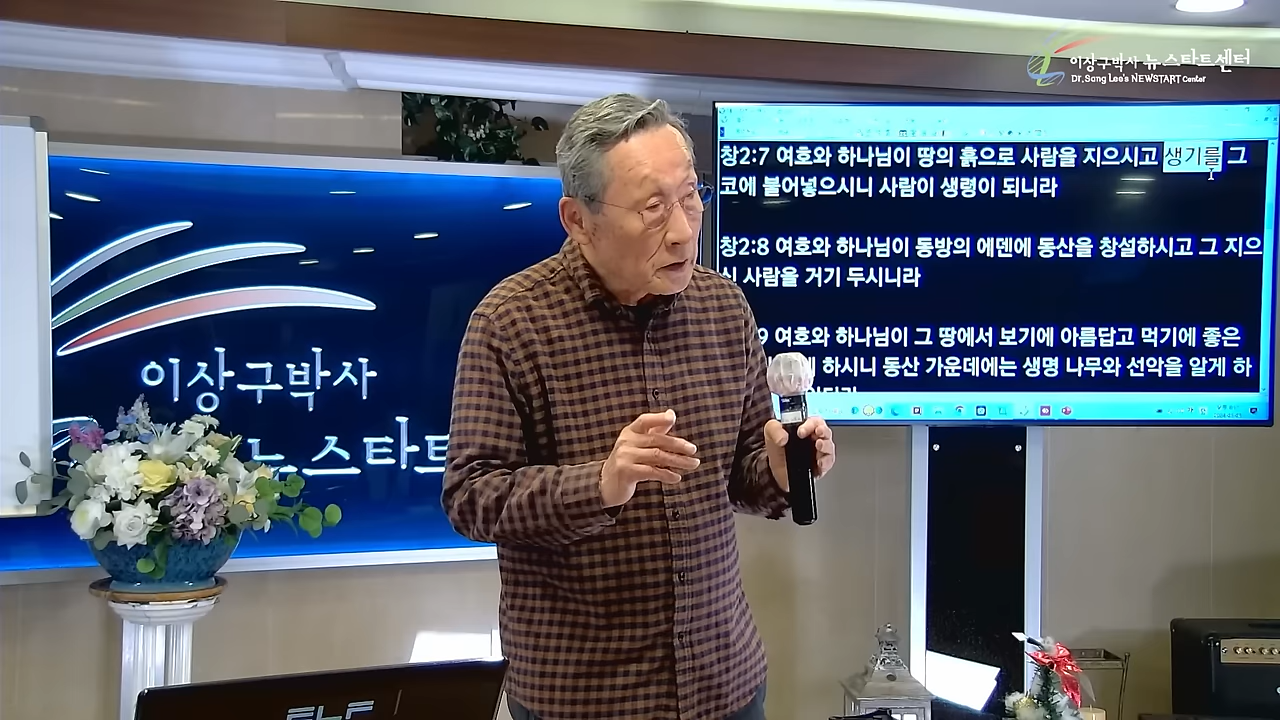 이상구박사 뉴스타트센터
Dr. Sang Lee's NEWSTART Center
창2:7 여호와 하나님이 땅의 흙으로 사람을 지으시고 생기를 그
코에 불어넣으시니 사람이 생령이 되니라
창2:8 여호와 하나님이 동방의 에덴에 동산을 창설하시고 그 지으
신 사람을 거기 두시니라
9 여호와 하나님이 그 땅에서 보기에 아름답고 먹기에 좋은
하시니 동산 가운데에는 생명 나무와 선악을 알게 하
이상구박사
뉴스타트